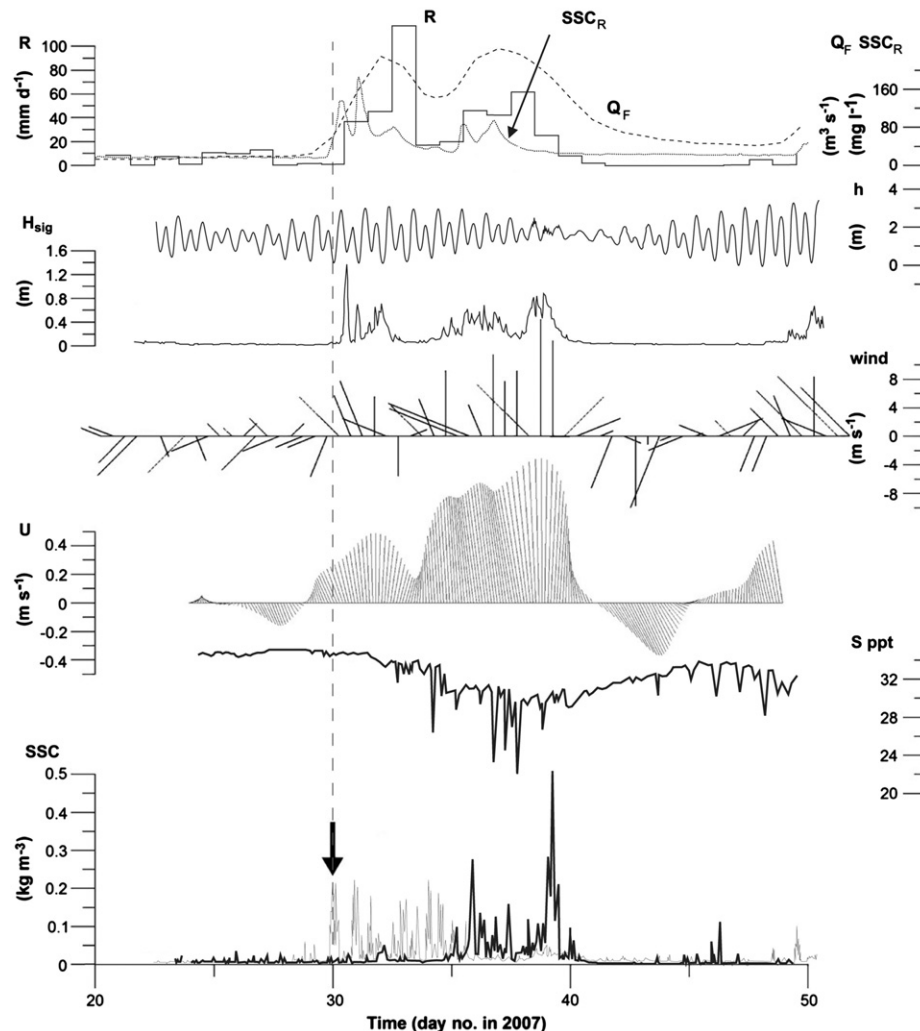 R SSC_R
R Q_F SSC_R
100
80
60
40
20
0
(mm d⁻¹)
Q_F
160
80
0
(m³ s⁻¹)
(mg l⁻¹)
h
4
2
0
(m)
H_sig
1.6
1.2
0.8
0.4
0
(m)
wind
8
4
0
-4
-8
(m s⁻¹)
U
0.4
0.2
0
-0.2
-0.4
(m s⁻¹)
S ppt
32
28
24
20
SSC
0.5
0.4
0.3
0.2
0.1
0
(kg m⁻³)
20 30 40 50
Time (day no. in 2007)